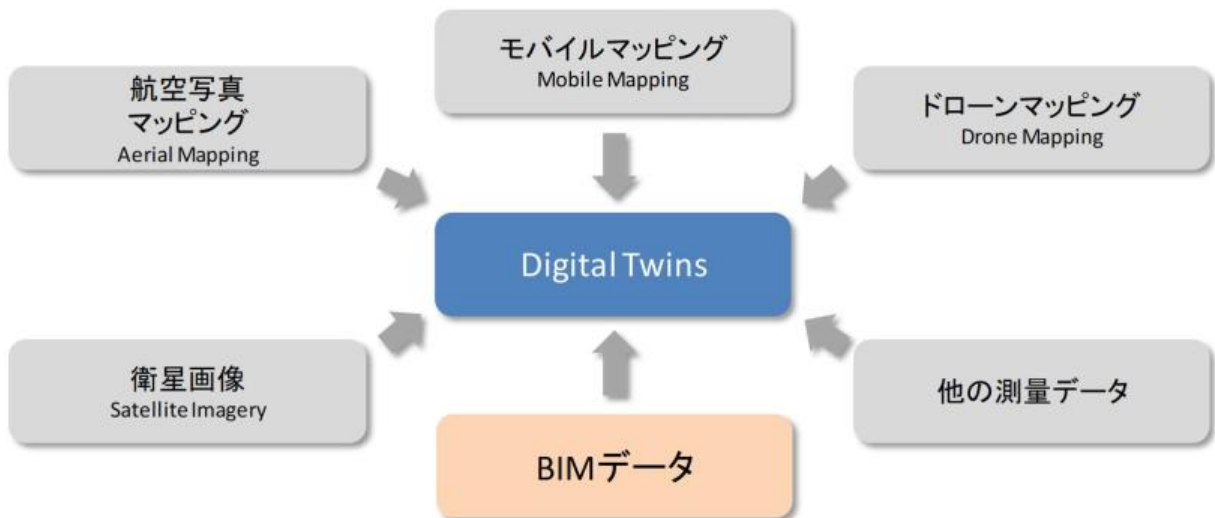 モバイルマッピング
Mobile Mapping
航空写真
マッピング
Aerial Mapping
ドローンマッピング
Drone Mapping
Digital Twins
衛星画像
Satellite Imagery
他の測量データ
BIMデータ